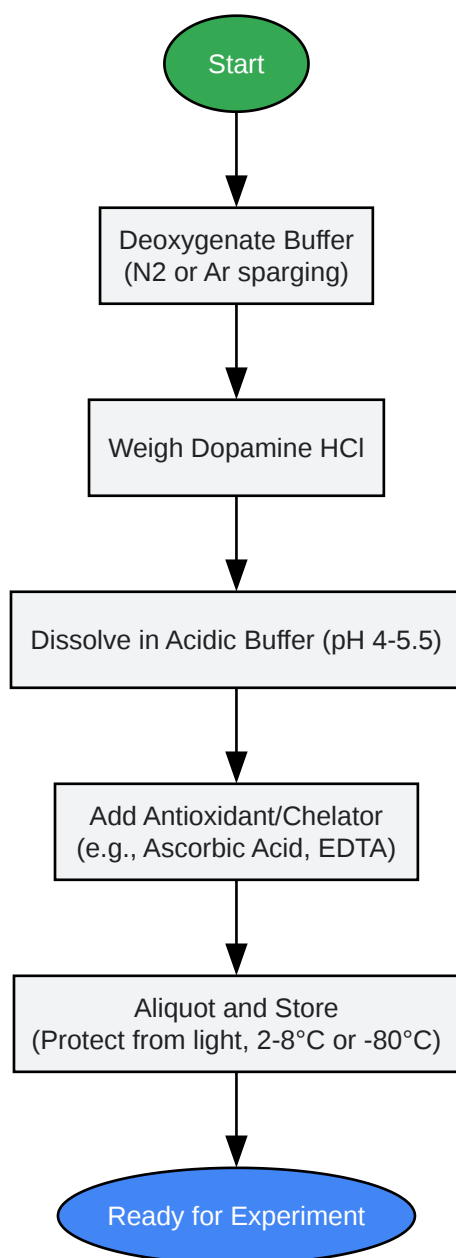 Start
Deoxygenate Buffer
(N2 or Ar sparging)
Weigh Dopamine HCl
Dissolve in Acidic Buffer (pH 4-5.5)
Add Antioxidant/Chelator
(e.g., Ascorbic Acid, EDTA)
Aliquot and Store
(Protect from light, 2-8°C or -80°C)
Ready for Experiment